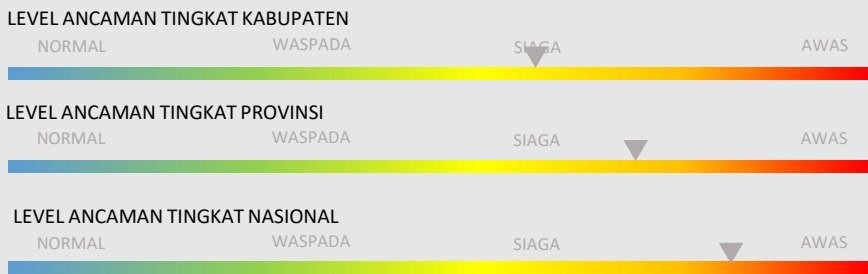 LEVEL ANCAMAN TINGKAT KABUPATEN
NORMAL WASPADA SIAGA AWAS
LEVEL ANCAMAN TINGKAT PROVINSI
NORMAL WASPADA SIAGA AWAS
LEVEL ANCAMAN TINGKAT NASIONAL
NORMAL WASPADA SIAGA AWAS